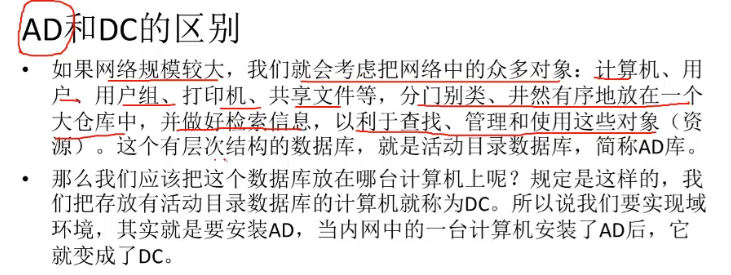 AD和DC的区别
• 如果网络规模较大，我们就会考虑把网络中的众多对象：计算机、用
户、用户组、打印机、共享文件等，分门别类、井然有序地放在一个
大仓库中，并做好检索信息，以利于查找、管理和使用这些对象（资
源）。这个有层次结构的数据库，就是活动目录数据库，简称AD库。
• 那么我们应该把这个数据库放在哪台计算机上呢？规定是这样的，我
们把存放有活动目录数据库的计算机就称为DC。所以说我们要实现域
环境，其实就是要安装AD，当内网中的一台计算机安装了AD后，它
就变成了DC。